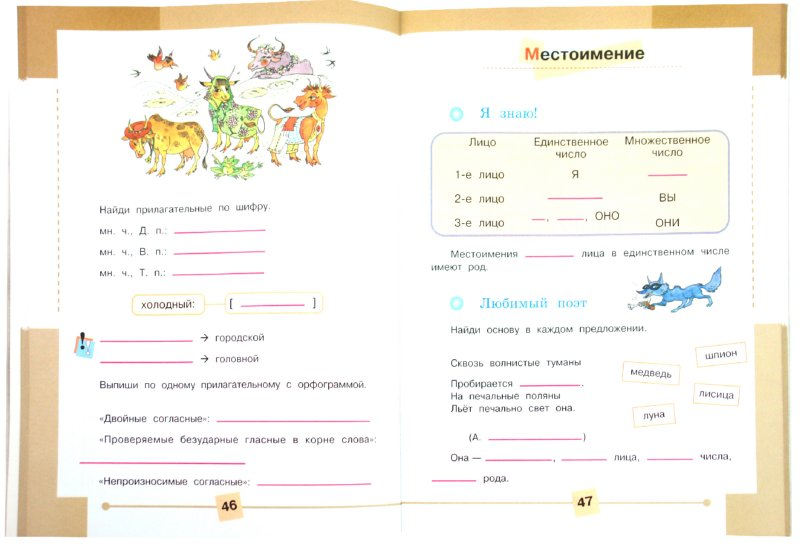 Найди прилагательные по шифру.
мн. ч., Д. п.:
мн. ч., В. п.:
мн. ч., Т. п.:
холодный: [ ]
→ городской
→ головной
Выпиши по одному прилагательному с орфограммой.
«Двойные согласные»:
«Проверяемые безударные гласные в корне слова»:
«Непроизносимые согласные»:
46
Местоимение
Я знаю!
Лицо Единственное число Множественное число
1-е лицо Я
2-е лицо ВЫ
3-е лицо , , ОНО ОНИ
Местоимения лица в единственном числе
имеют род.
Любимый поэт
Найди основу в каждом предложении.
Сквозь волнистые туманы
Пробирается .
На печальные поляны
Льёт печально свет она.
(А. )
шпион
медведь
лисица
луна
Она — , лица, числа,
рода.
47